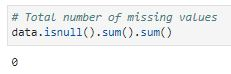 # Total number of missing values
data.isnull().sum().sum()
0